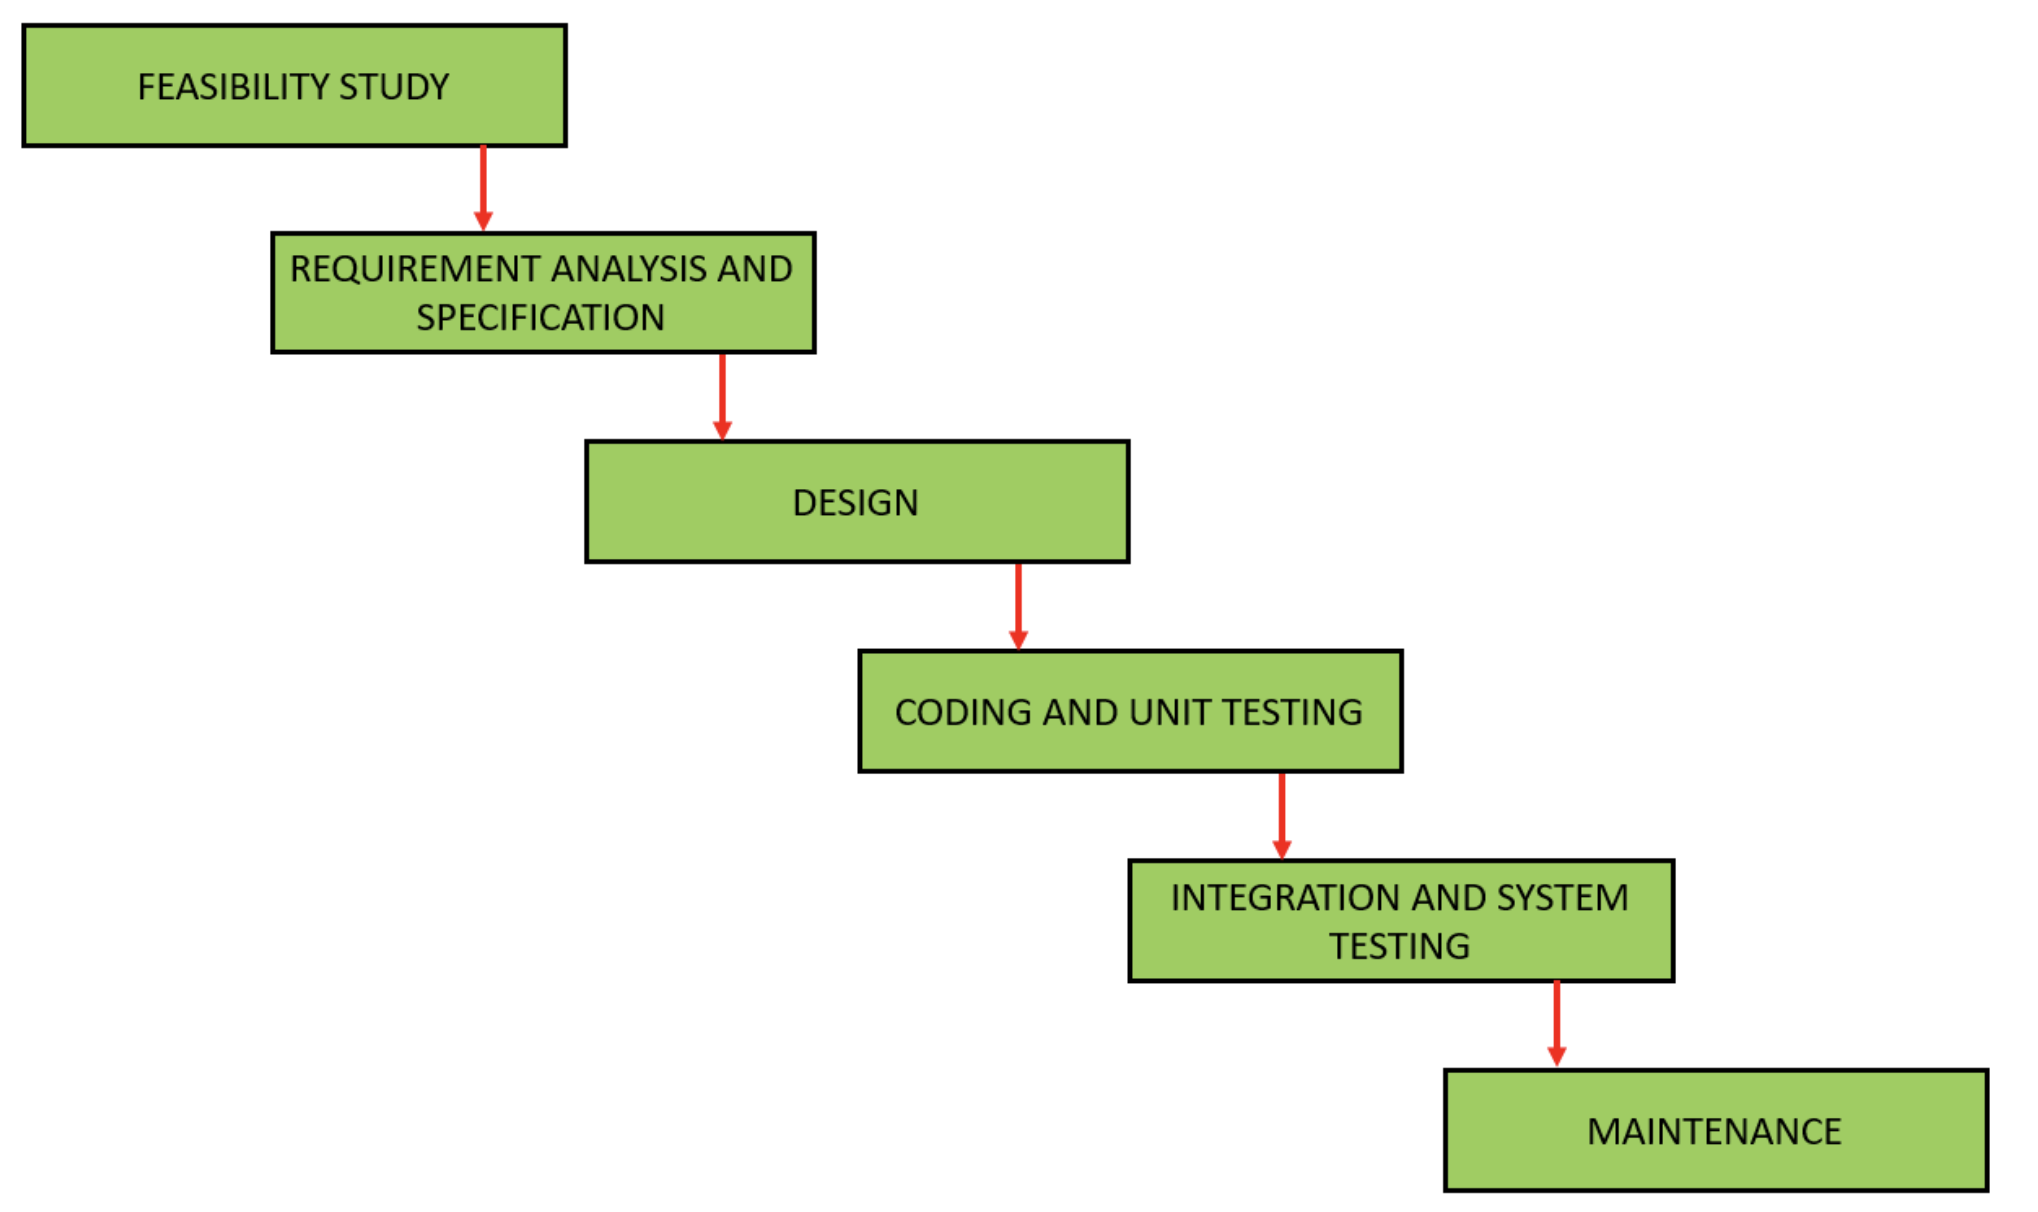 FEASIBILITY STUDY
REQUIREMENT ANALYSIS AND
SPECIFICATION
DESIGN
CODING AND UNIT TESTING
INTEGRATION AND SYSTEM
TESTING
MAINTENANCE